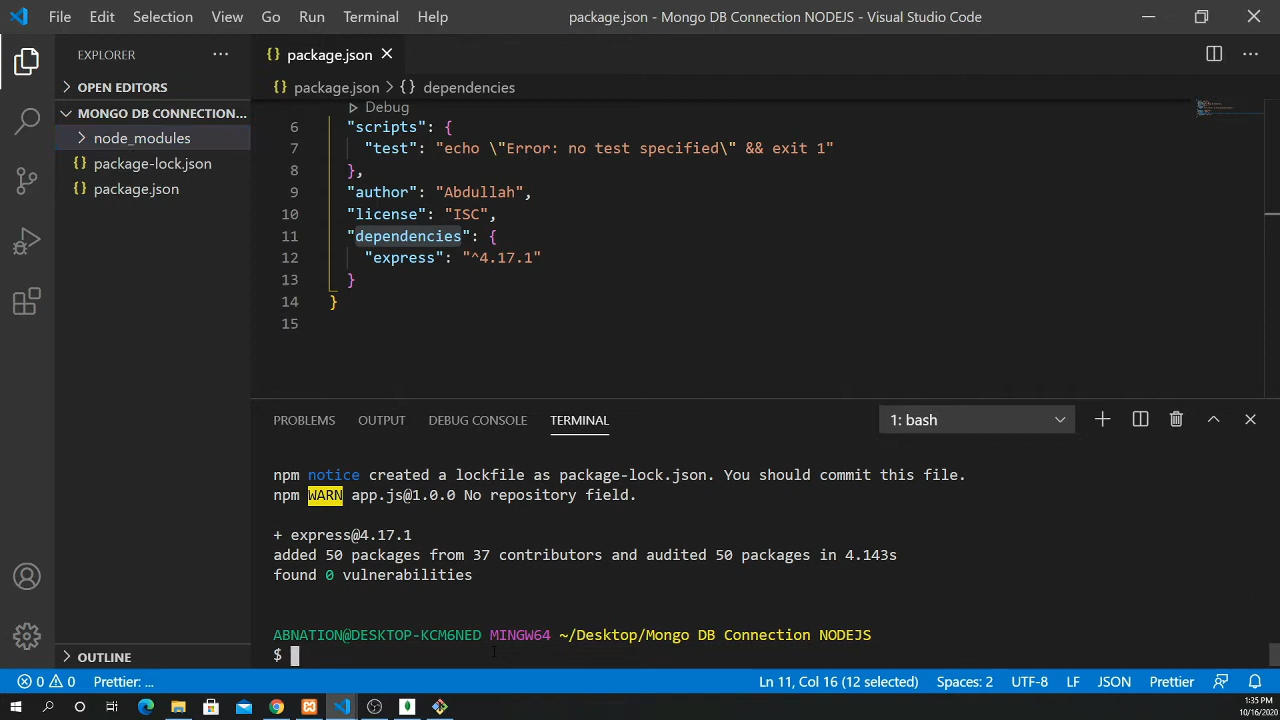 File Edit Selection View Go Run Terminal Help package.json - Mongo DB Connection NODEJS - Visual Studio Code
EXPLORER
OPEN EDITORS
MONGO DB CONNECTION...
node_modules
package-lock.json
package.json
OUTLINE
package.json
{} package.json > {} dependencies
Debug
6 "scripts": {
7 "test": "echo \"Error: no test specified\" && exit 1"
8 },
9 "author": "Abdullah",
10 "license": "ISC",
11 "dependencies": {
12 "express": "^4.17.1"
13 }
14 }
15
PROBLEMS OUTPUT DEBUG CONSOLE TERMINAL 1: bash
npm notice created a lockfile as package-lock.json. You should commit this file.
npm WARN app.js@1.0.0 No repository field.
+ express@4.17.1
added 50 packages from 37 contributors and audited 50 packages in 4.143s
found 0 vulnerabilities
ABNATION@DESKTOP-KCM6NED MINGW64 ~/Desktop/Mongo DB Connection NODEJS
$
0 0 Prettier: ... Ln 11, Col 16 (12 selected) Spaces: 2 UTF-8 LF JSON Prettier
1:35 PM
10/16/2020